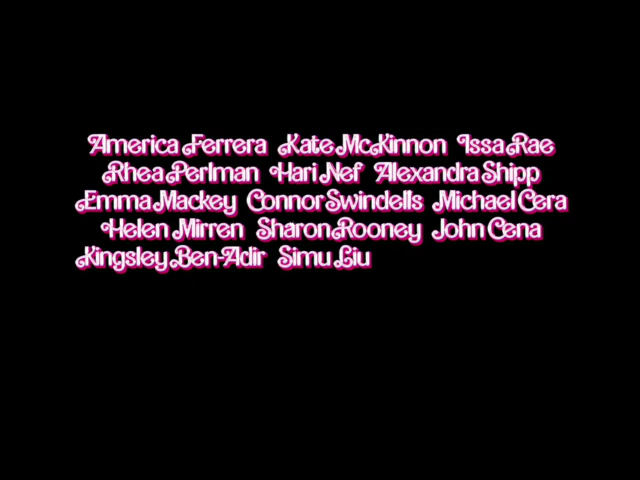 America Ferrera Kate McKinnon Issa Rae
Rhea Perlman Hari Nef Alexandra Shipp
Emma Mackey Connor Swindells Michael Cera
Helen Mirren Sharon Rooney John Cena
Kingsley Ben-Adir Simu Liu